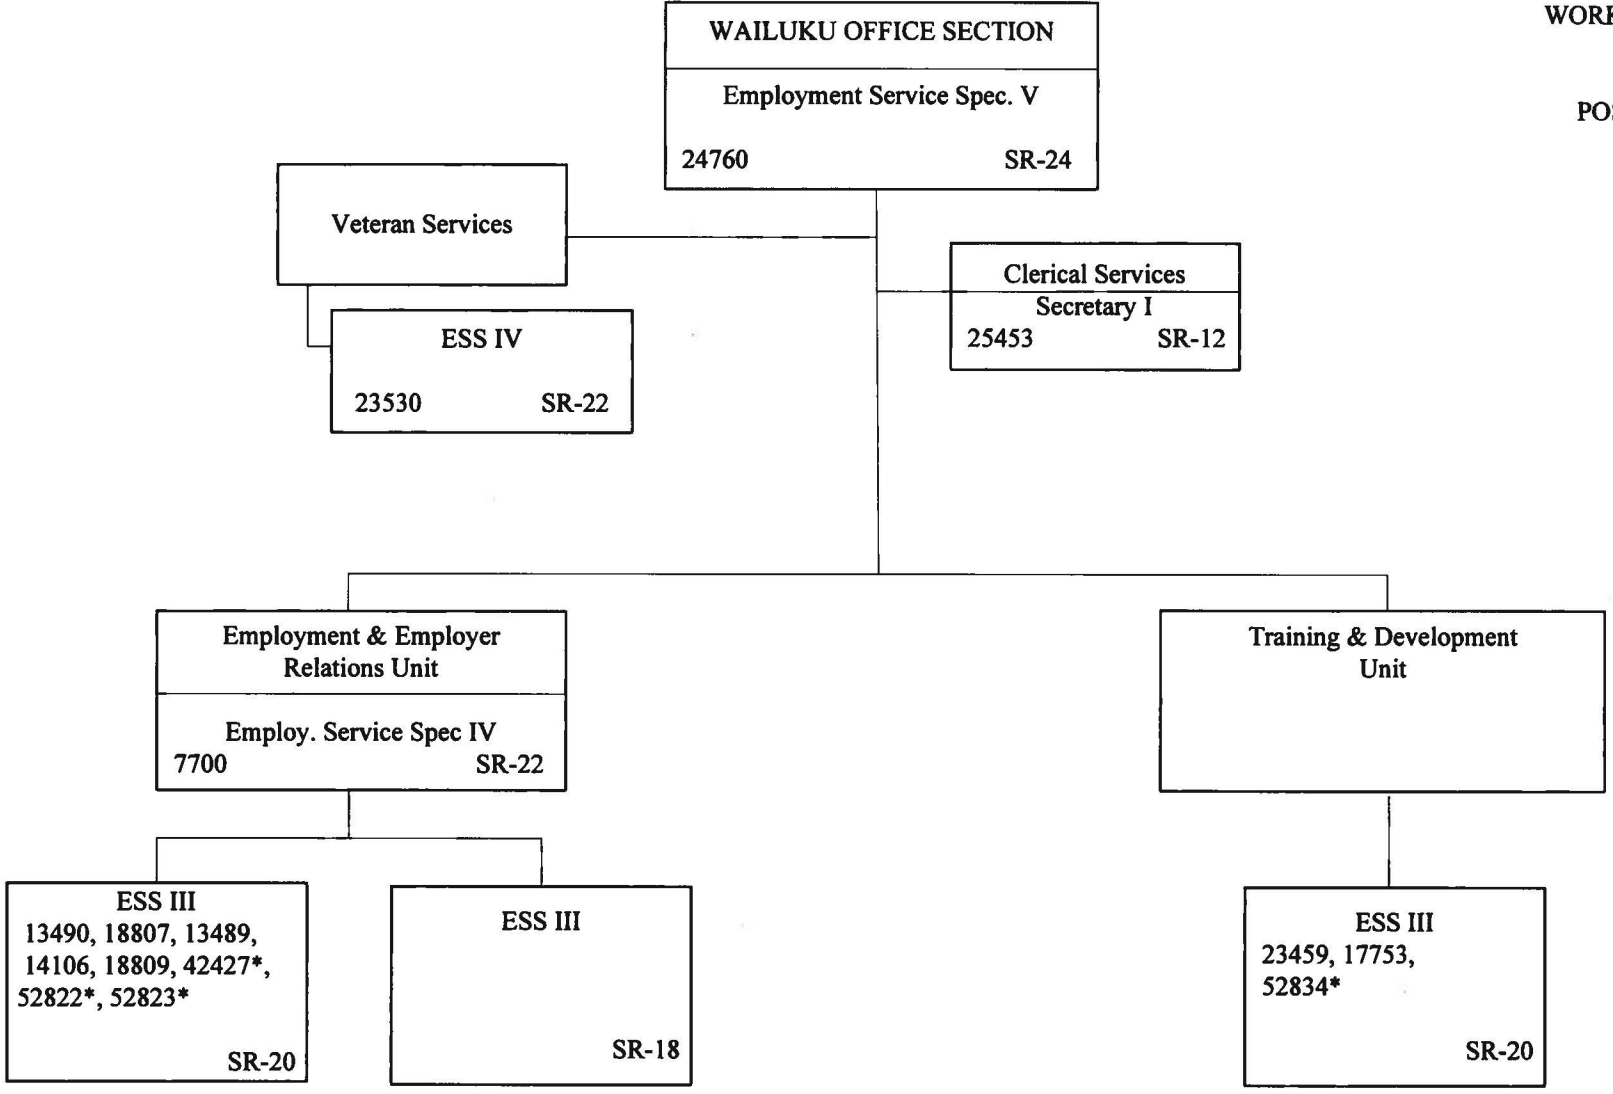 WAILUKU OFFICE SECTION
Employment Service Spec. V
24760 SR-24
Veteran Services
Clerical Services
Secretary I
25453 SR-12
ESS IV
23530 SR-22
Employment & Employer
Relations Unit
Employ. Service Spec IV
7700 SR-22
Training & Development
Unit
ESS III
13490, 18807, 13489,
14106, 18809, 42427*,
52822*, 52823*
SR-20
ESS III
SR-18
ESS III
23459, 17753,
52834*
SR-20